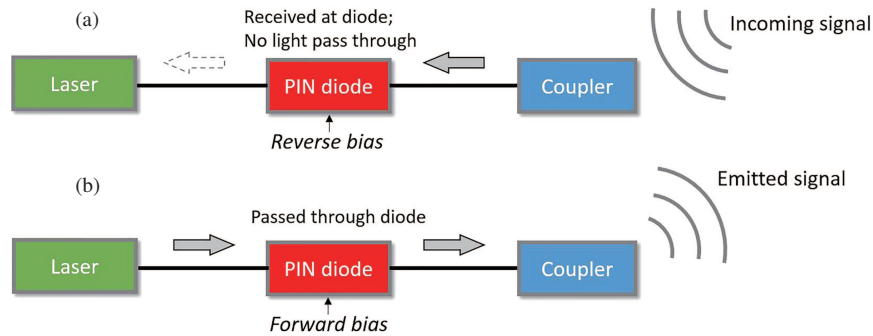 (a)
Received at diode;
No light pass through
Incoming signal
Laser
PIN diode
Coupler
Reverse bias
(b)
Emitted signal
Passed through diode
Laser
PIN diode
Coupler
Forward bias